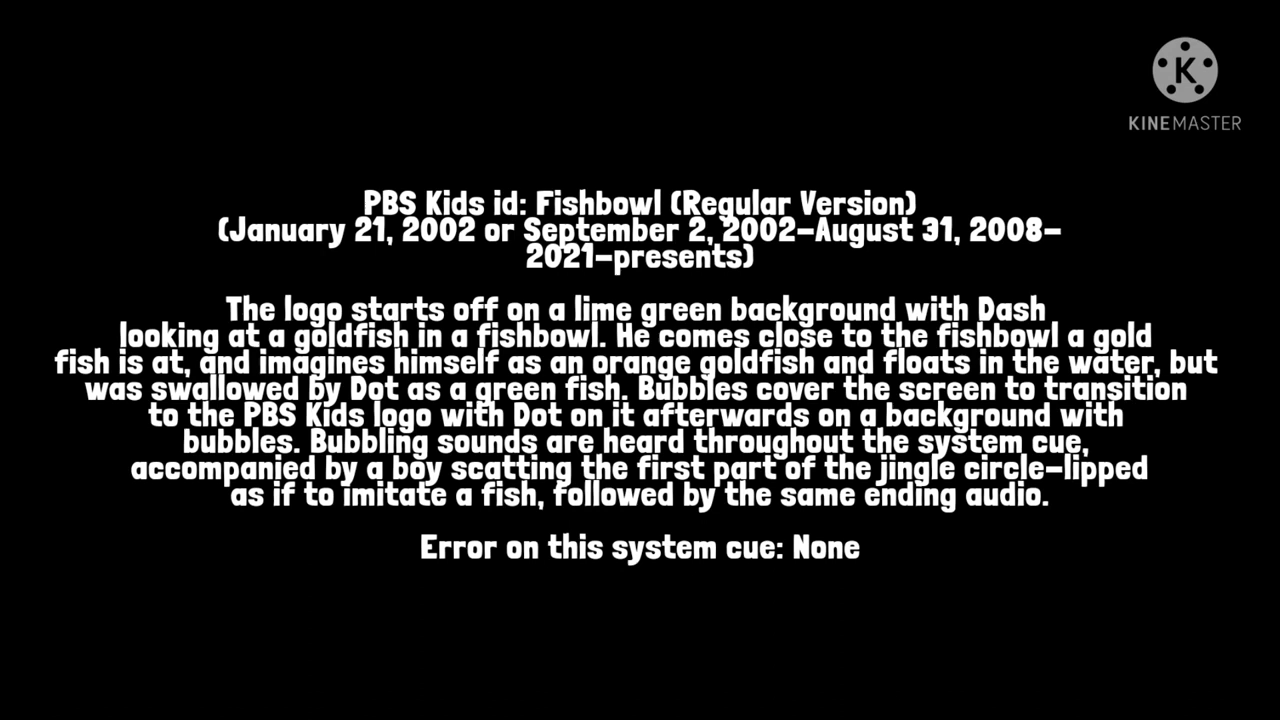 K
KINEMASTER
PBS Kids id: Fishbowl (Regular Version)
(January 21, 2002 or September 2, 2002-August 31, 2008-
2021-presents)
The logo starts off on a lime green background with Dash
looking at a goldfish in a fishbowl. He comes close to the fishbowl a gold
fish is at, and imagines himself as an orange goldfish and floats in the water, but
was swallowed by Dot as a green fish. Bubbles cover the screen to transition
to the PBS Kids logo with Dot on it afterwards on a background with
bubbles. Bubbling sounds are heard throughout the system cue,
accompanied by a boy scatting the first part of the jingle circle-lipped
as if to imitate a fish, followed by the same ending audio.
Error on this system cue: None